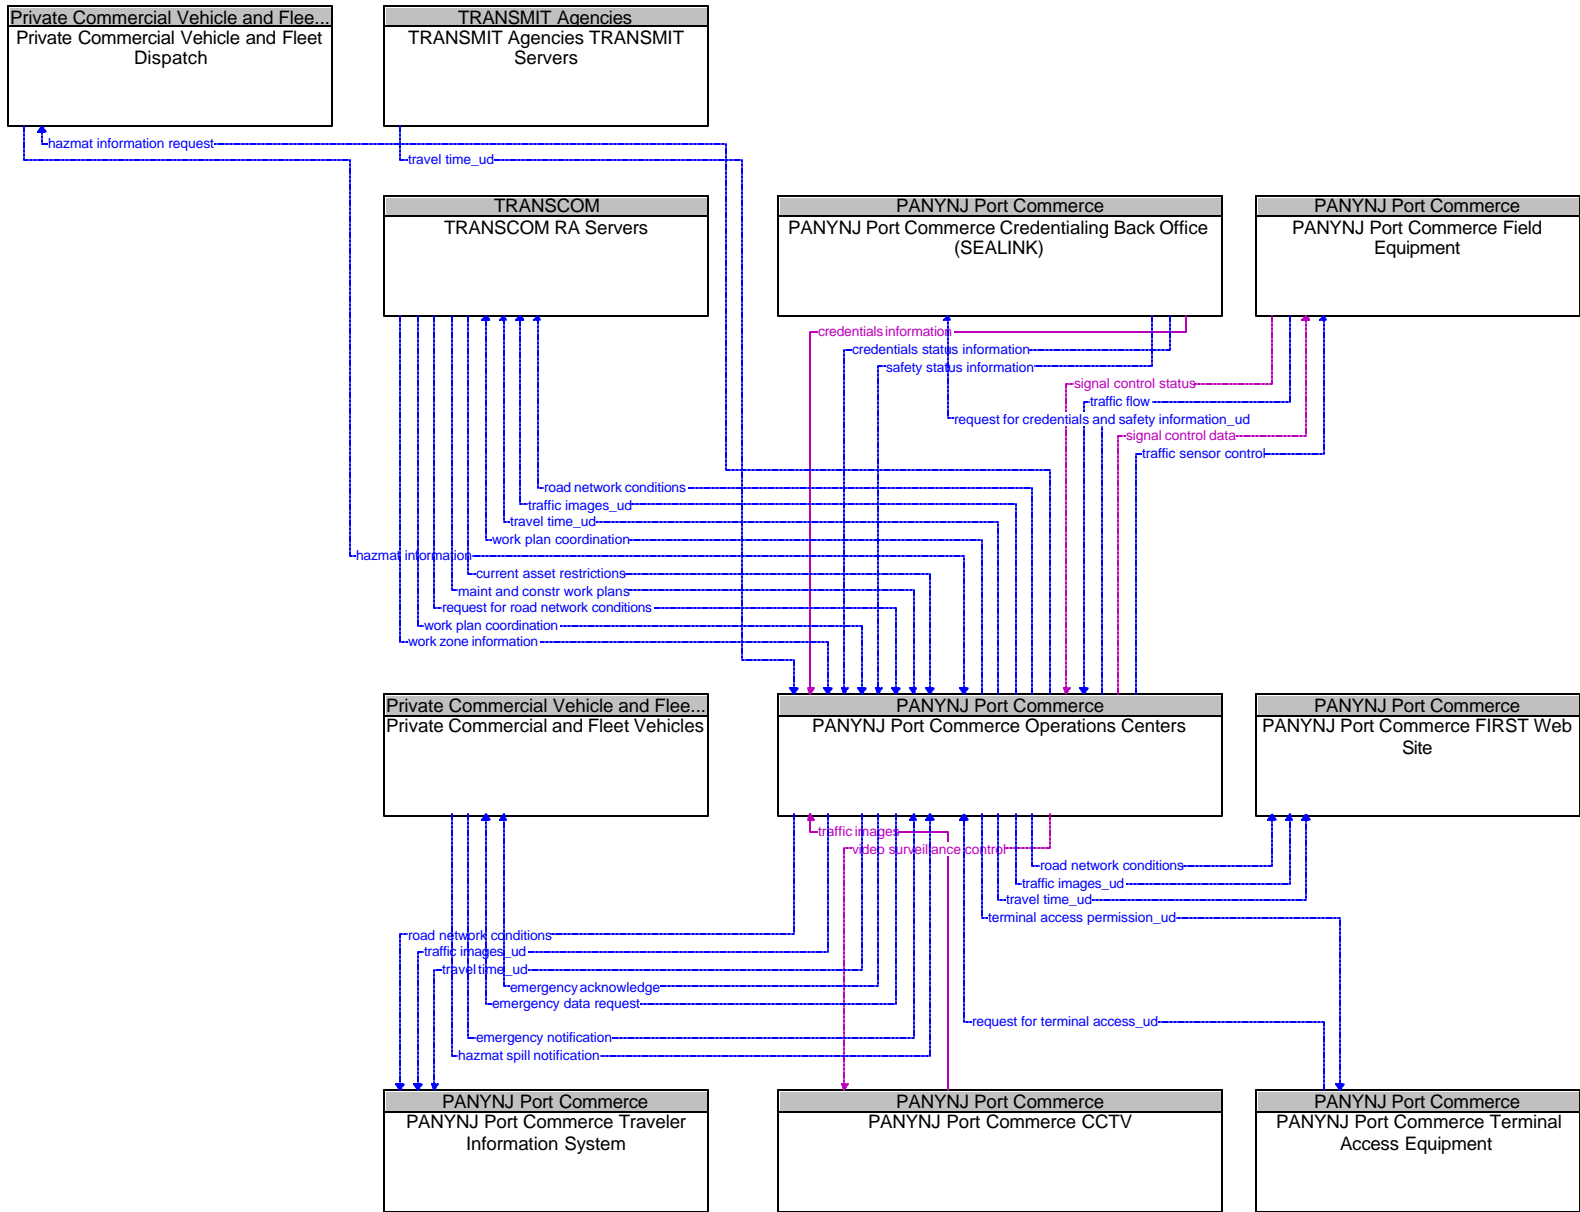 Private Commercial Vehicle and Flee...
Private Commercial Vehicle and Fleet
Dispatch
TRANSMIT Agencies
TRANSMIT Agencies TRANSMIT
Servers
hazmat information request
travel time_ud
TRANSCOM
TRANSCOM RA Servers
PANYNJ Port Commerce
PANYNJ Port Commerce Credentialing Back Office
(SEALINK)
PANYNJ Port Commerce
PANYNJ Port Commerce Field
Equipment
credentials information
credentials status information
safety status information
signal control status
traffic flow
request for credentials and safety information_ud
signal control data
traffic sensor control
road network conditions
traffic images_ud
travel time_ud
work plan coordination
hazmat information
current asset restrictions
maint and constr work plans
request for road network conditions
work plan coordination
work zone information
Private Commercial Vehicle and Flee...
Private Commercial and Fleet Vehicles
PANYNJ Port Commerce
PANYNJ Port Commerce Operations Centers
PANYNJ Port Commerce
PANYNJ Port Commerce FIRST Web
Site
traffic images
video surveillance control
road network conditions
traffic images_ud
travel time_ud
terminal access permission_ud
road network conditions
traffic images_ud
travel time_ud
emergency acknowledge
emergency data request
request for terminal access_ud
emergency notification
hazmat spill notification
PANYNJ Port Commerce
PANYNJ Port Commerce Traveler
Information System
PANYNJ Port Commerce
PANYNJ Port Commerce CCTV
PANYNJ Port Commerce
PANYNJ Port Commerce Terminal
Access Equipment